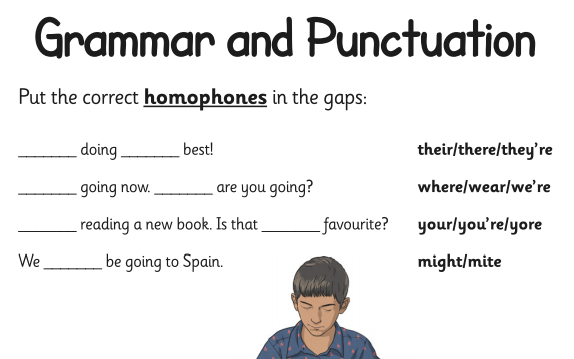 Grammar and Punctuation
Put the correct homophones in the gaps:
_______ doing _______ best! their/there/they're
_______ going now. _______ are you going? where/wear/we're
_______ reading a new book. Is that _______ favourite? your/you're/yore
We _______ be going to Spain. might/mite